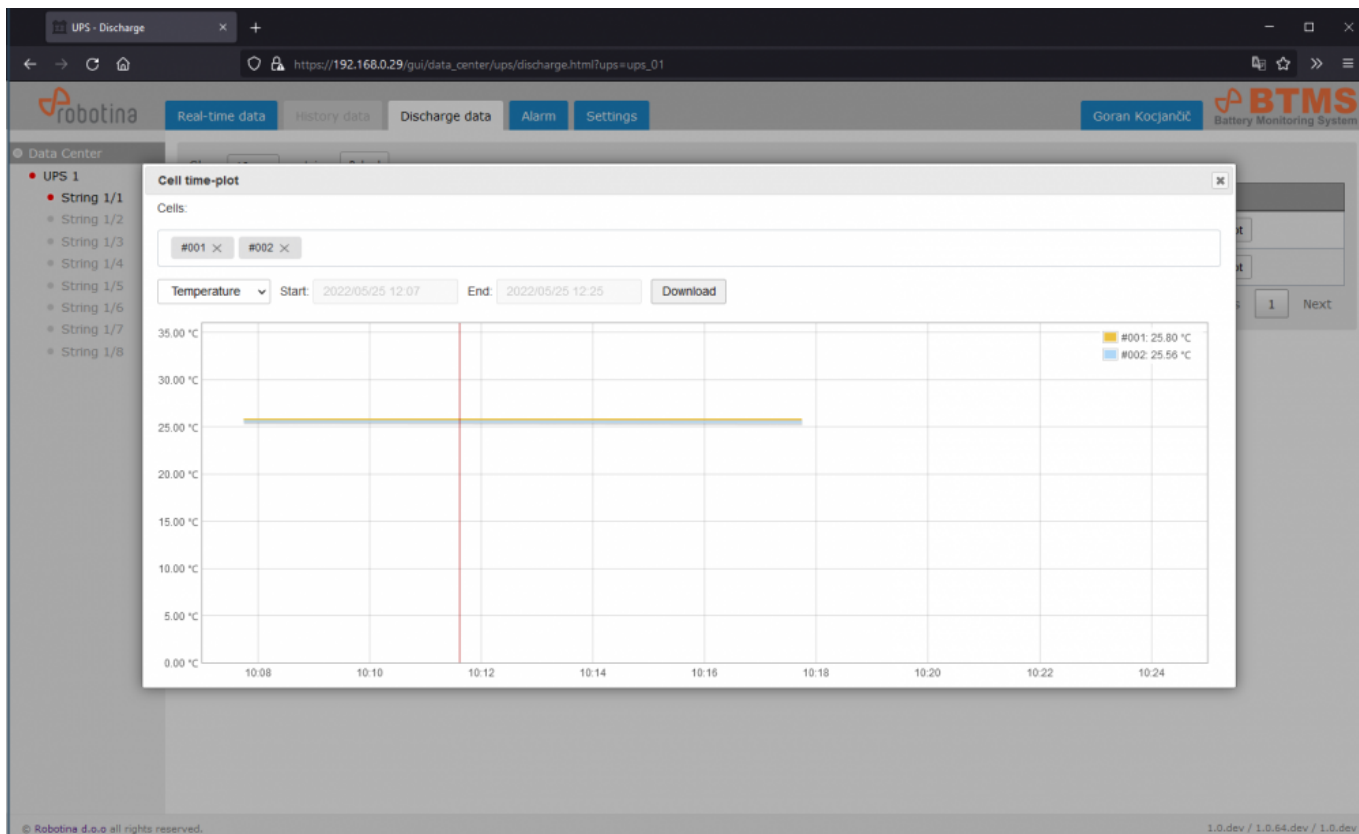 UPS - Discharge
https://192.168.0.29/gui/data_center/ups/discharge.html?ups=ups_01
robotina
Real-time data
History data
Discharge data
Alarm
Settings
Goran Kocjančič
BTMS
Battery Monitoring System
Data Center
UPS 1
String 1/1
String 1/2
String 1/3
String 1/4
String 1/5
String 1/6
String 1/7
String 1/8
Cell time-plot
Cells:
#001 #002
Temperature Start: 2022/05/25 12:07 End: 2022/05/25 12:25 Download
1 Next
#001: 25.80 °C
#002: 25.56 °C
35.00 °C
30.00 °C
25.00 °C
20.00 °C
15.00 °C
10.00 °C
5.00 °C
0.00 °C
10:08 10:10 10:12 10:14 10:16 10:18 10:20 10:22 10:24
© Robotina d.o.o all rights reserved.
1.0.dev / 1.0.64.dev / 1.0.dev